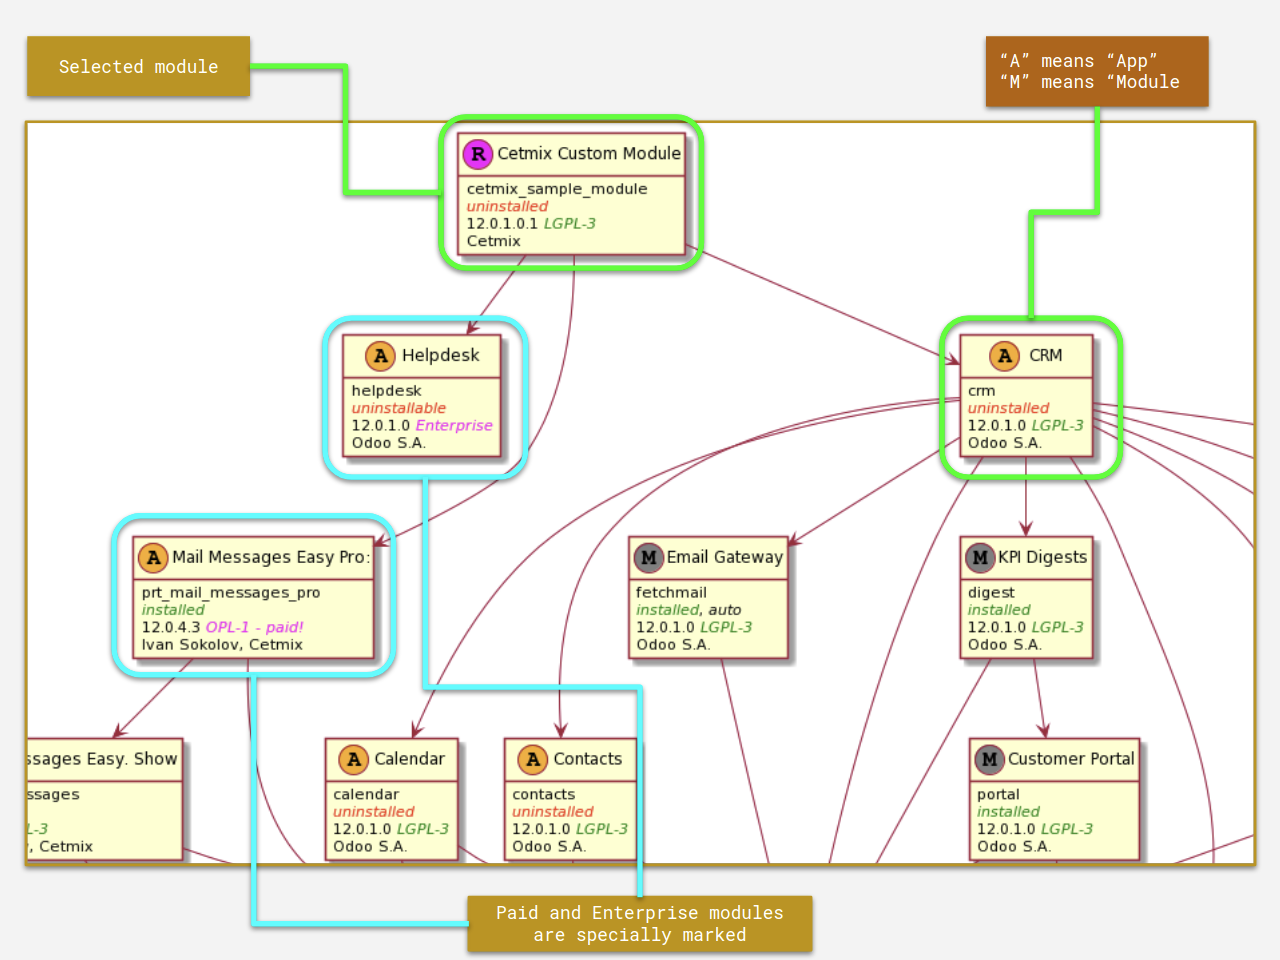 Selected module
“A” means “App”
“M” means “Module
R Cetmix Custom Module
cetmix_sample_module
uninstalled
12.0.1.0.1 LGPL-3
Cetmix
A Helpdesk
helpdesk
uninstallable
12.0.1.0 Enterprise
Odoo S.A.
A CRM
crm
uninstalled
12.0.1.0 LGPL-3
Odoo S.A.
A Mail Messages Easy Pro:
prt_mail_messages_pro
installed
12.0.4.3 OPL-1 - paid!
Ivan Sokolov, Cetmix
M Email Gateway
fetchmail
installed, auto
12.0.1.0 LGPL-3
Odoo S.A.
M KPI Digests
digest
installed
12.0.1.0 LGPL-3
Odoo S.A.
ssages Easy. Show
ssages
L-3
, Cetmix
A Calendar
calendar
uninstalled
12.0.1.0 LGPL-3
Odoo S.A.
A Contacts
contacts
uninstalled
12.0.1.0 LGPL-3
Odoo S.A.
M Customer Portal
portal
installed
12.0.1.0 LGPL-3
Odoo S.A.
Paid and Enterprise modules
are specially marked